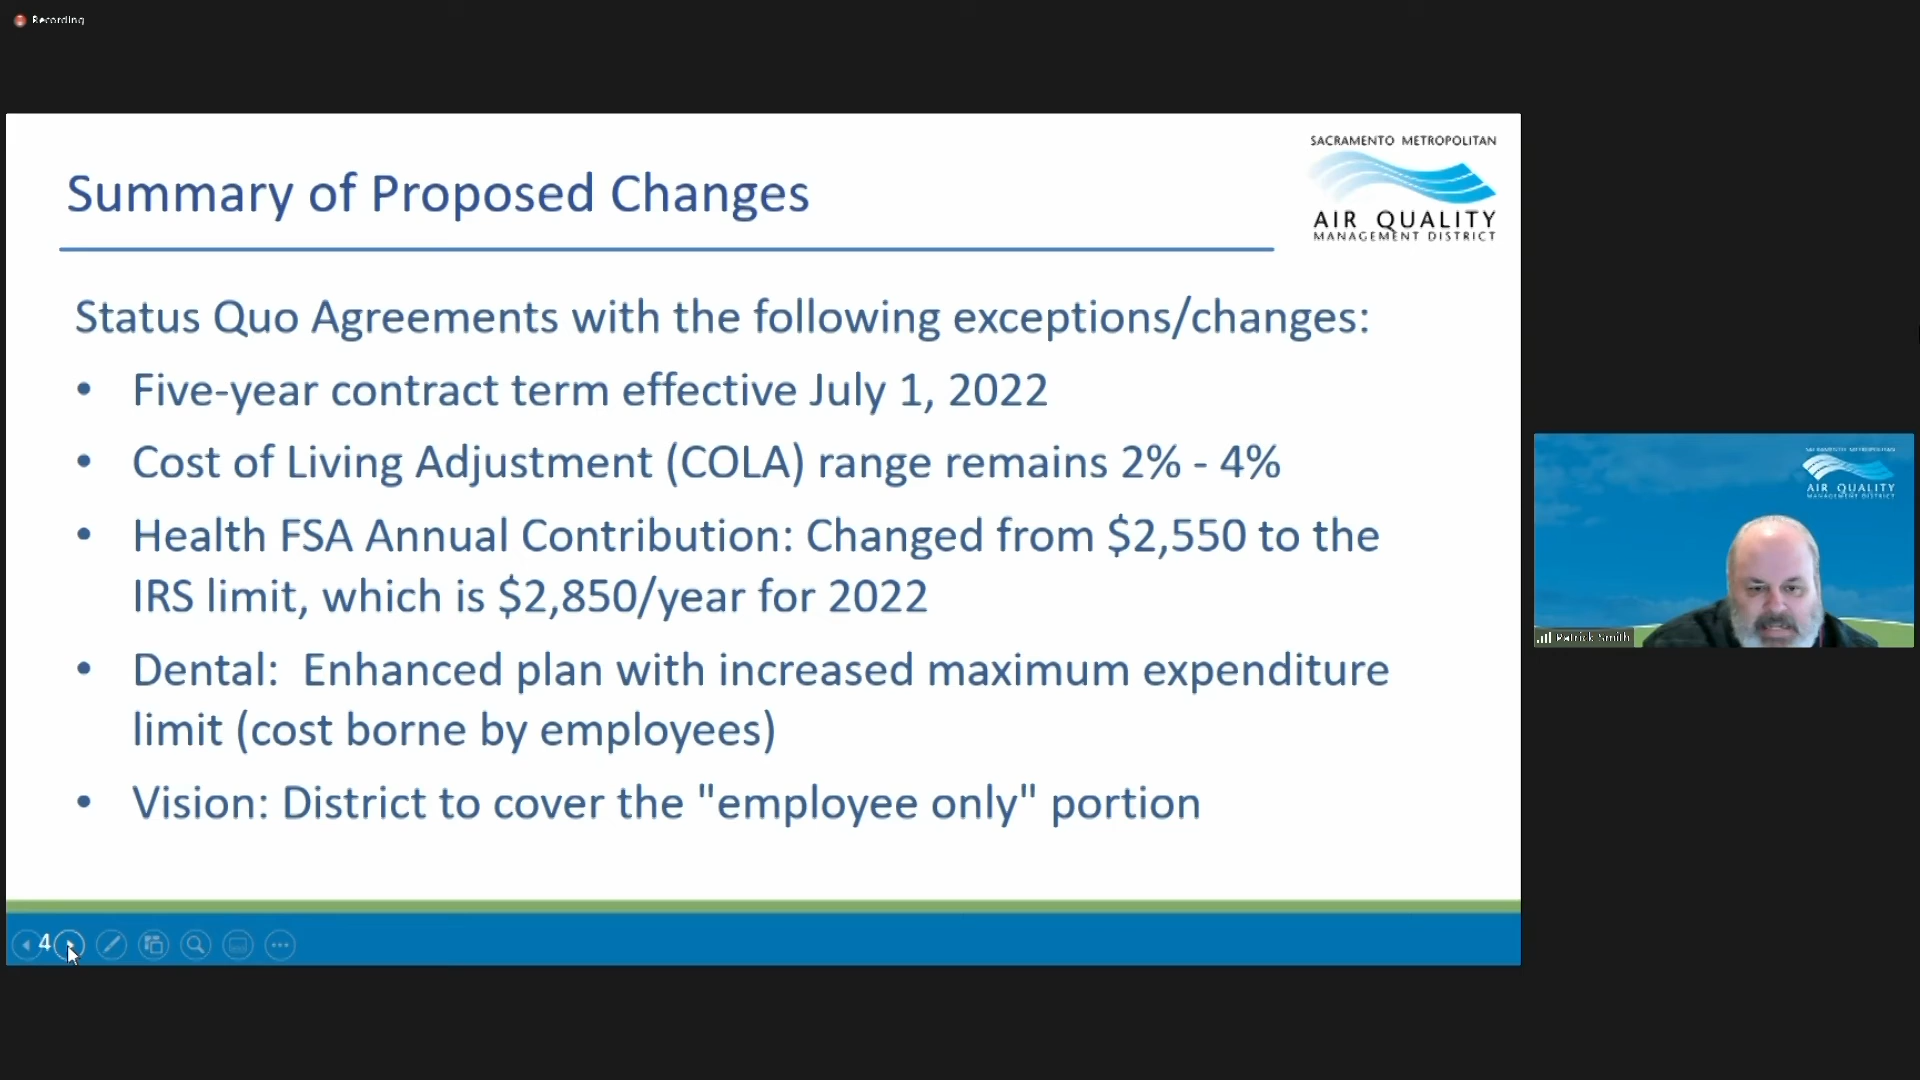 Recording
Summary of Proposed Changes
SACRAMENTO METROPOLITAN
AIR QUALITY
MANAGEMENT DISTRICT
Status Quo Agreements with the following exceptions/changes:
• Five-year contract term effective July 1, 2022
• Cost of Living Adjustment (COLA) range remains 2% - 4%
• Health FSA Annual Contribution: Changed from $2,550 to the
IRS limit, which is $2,850/year for 2022
• Dental:  Enhanced plan with increased maximum expenditure
limit (cost borne by employees)
• Vision: District to cover the "employee only" portion
4
SACRAMENTO METROPOLITAN
AIR QUALITY
MANAGEMENT DISTRICT
Patrick Smith